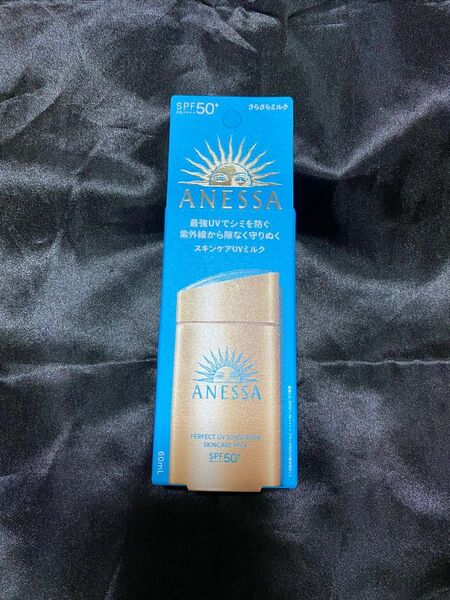 SPF50+
PA++++
さらさらミルク
ANESSA
最強UVでシミを防ぐ
紫外線から隙なく守りぬく
スキンケアUVミルク
ANESSA
PERFECT UV SUNSCREEN
SKINCARE MILK
SPF50+
PA++++
60mL